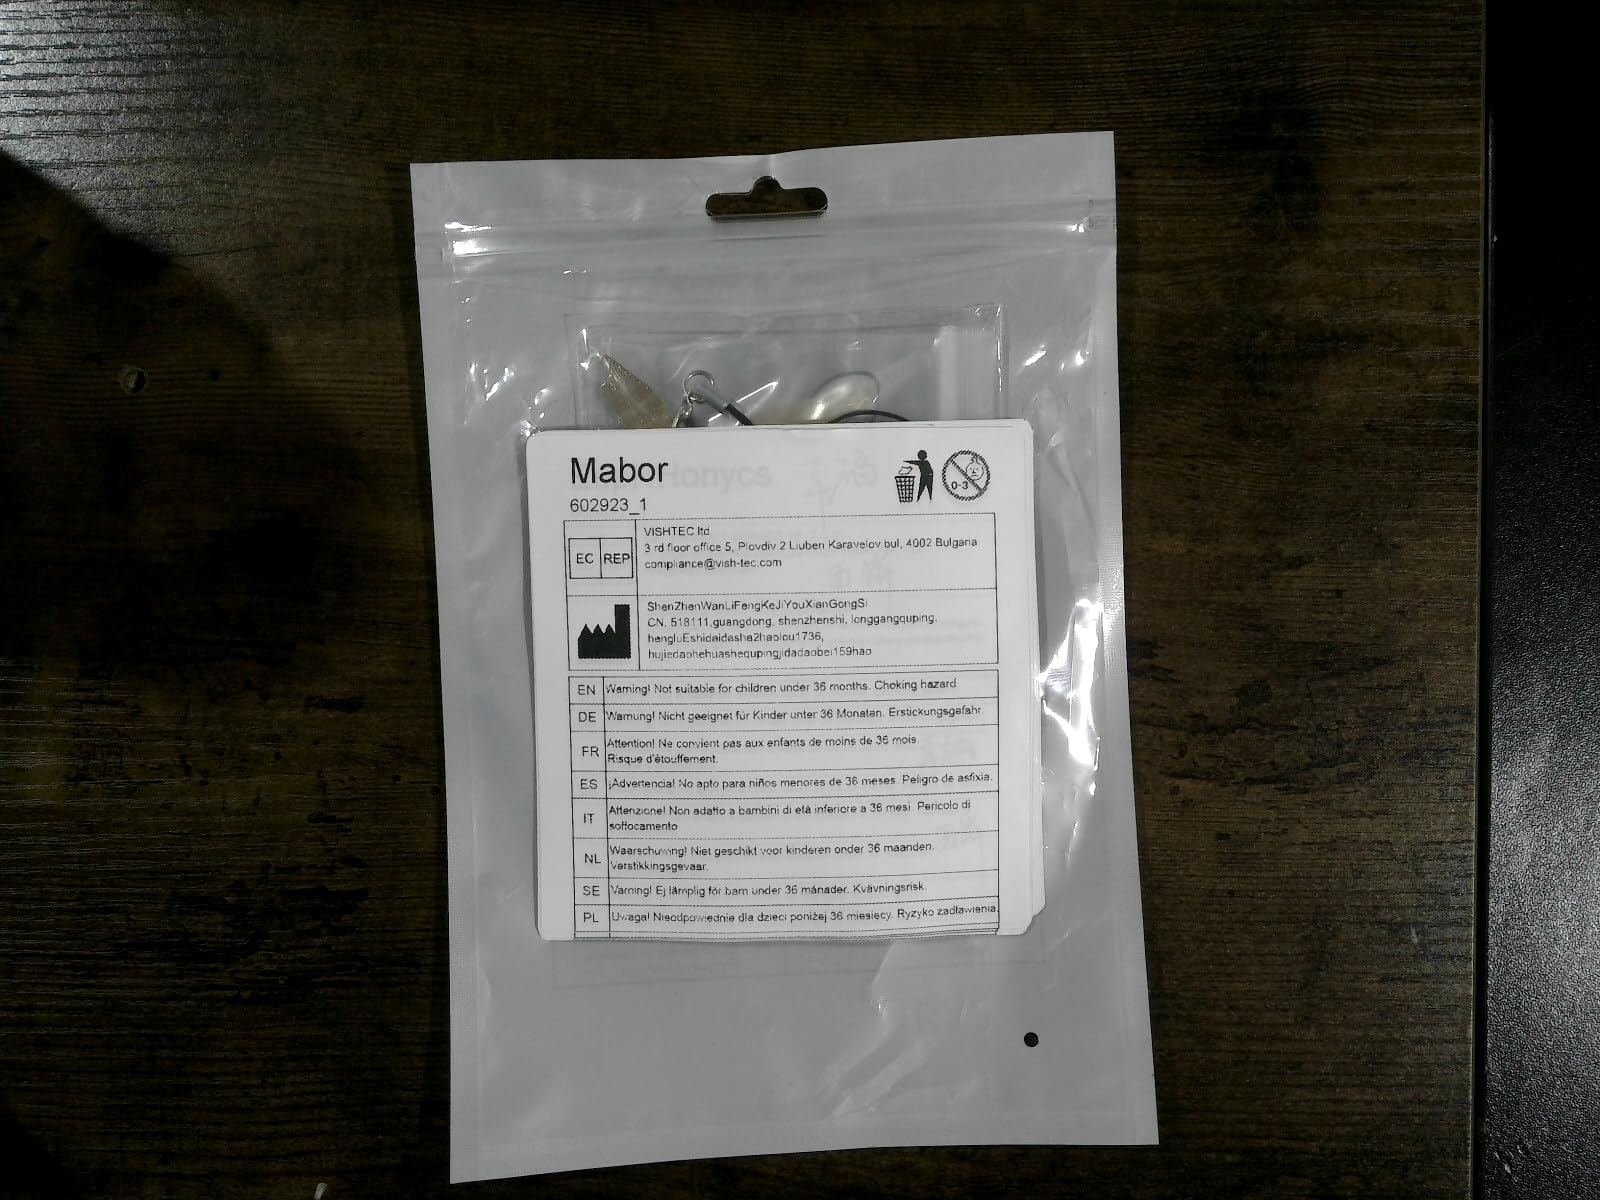 Mabor
602923_1
0-3
EC REP
VISHTEC ltd
3 rd floor office 5, Plovdiv 2 Liuben Karavelov bul, 4002 Bulgaria
compliance@vish-tec.com
ShenZhenWanLiFengKeJiYouXianGongSi
CN, 518111,guangdong, shenzhenshi, longgangquping,
hengluEshidaidasha2haolou1736,
hujiedaohehuashequpingjidadaobei159hao
EN Warning! Not suitable for children under 36 months. Choking hazard
DE Warnung! Nicht geeignet für Kinder unter 36 Monaten. Erstickungsgefahr.
FR Attention! Ne convient pas aux enfants de moins de 36 mois.
Risque d'étouffement.
ES ¡Advertencia! No apto para niños menores de 36 meses. Peligro de asfixia.
IT Attenzione! Non adatto a bambini di età inferiore a 36 mesi. Pericolo di
soffocamento
NL Waarschuwing! Niet geschikt voor kinderen onder 36 maanden.
Verstikkingsgevaar.
SE Varning! Ej lämplig för barn under 36 månader. Kvävningsrisk.
PL Uwaga! Nieodpowiednie dla dzieci poniżej 36 miesięcy. Ryzyko zadławienia.